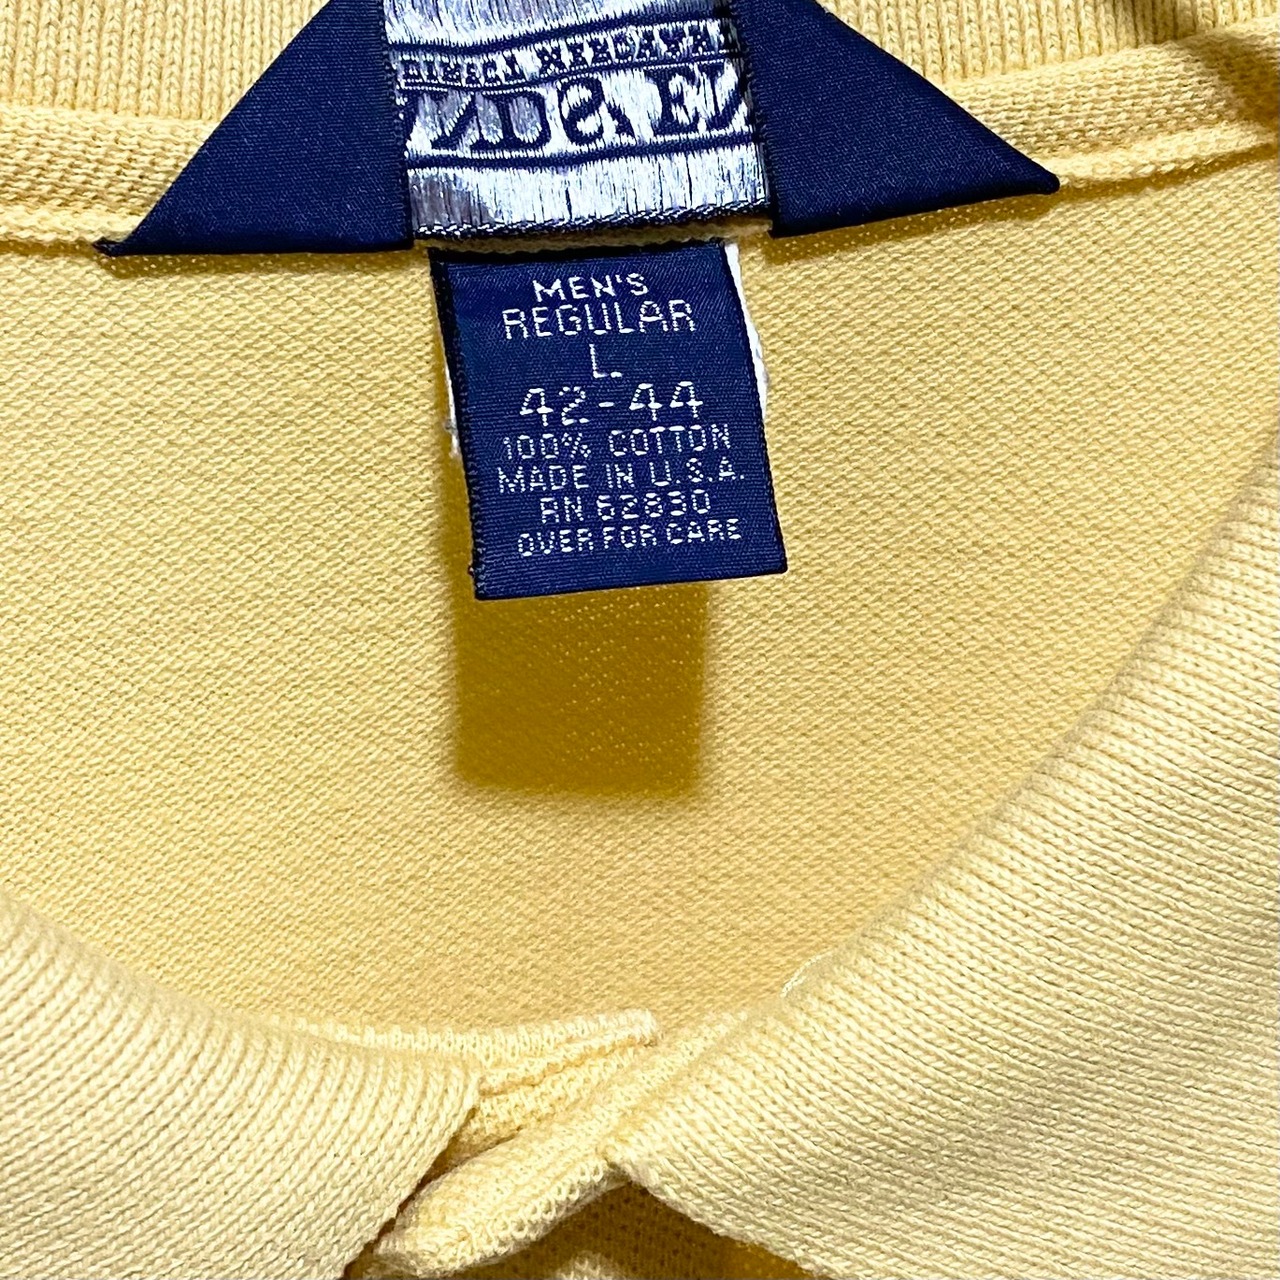 MEN'S
REGULAR
L
42-44
100% COTTON
MADE IN U.S.A.
RN 62830
OVER FOR CARE